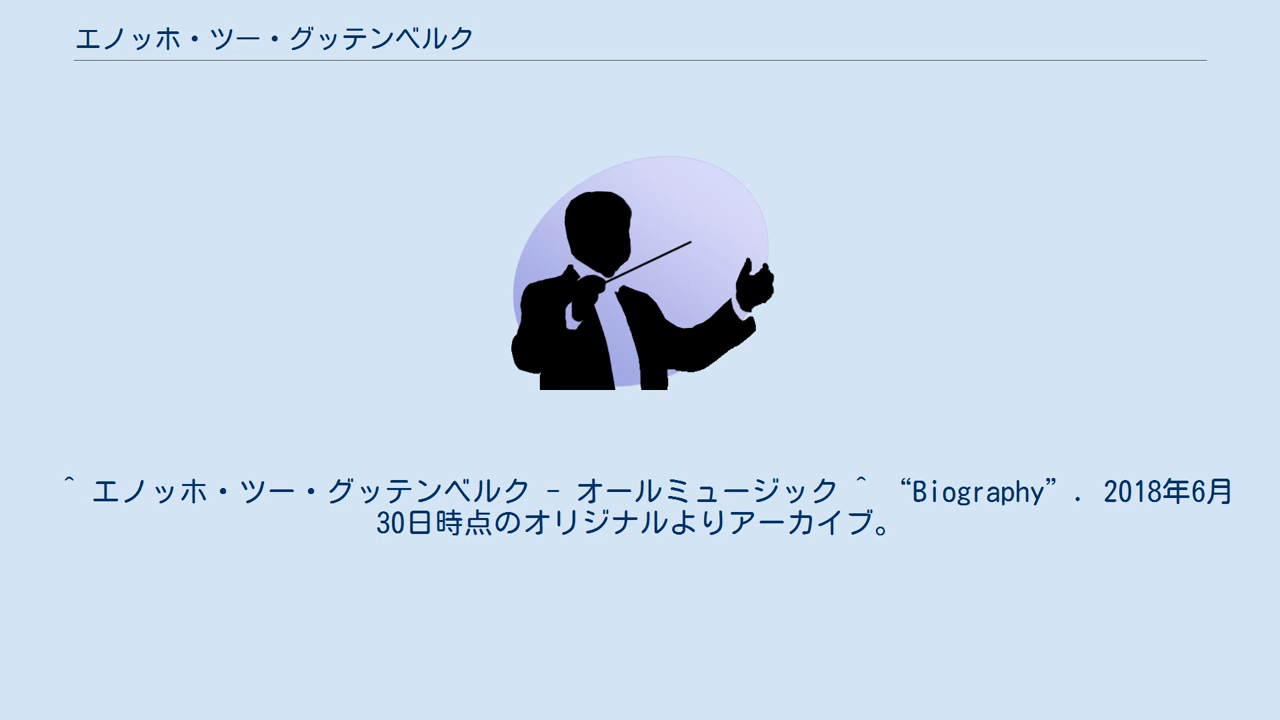 エノッホ・ツー・グッテンベルク
^ エノッホ・ツー・グッテンベルク - オールミュージック ^ “Biography”. 2018年6月
30日時点のオリジナルよりアーカイブ。